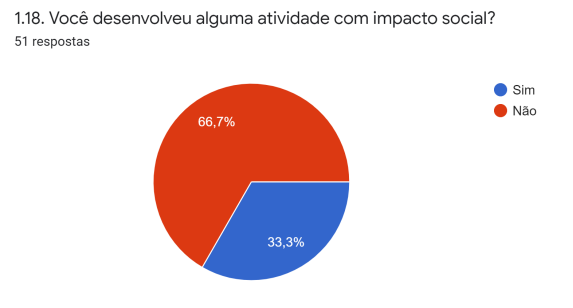 1.18. Você desenvolveu alguma atividade com impacto social?
51 respostas
Sim
Não
66,7%
33,3%